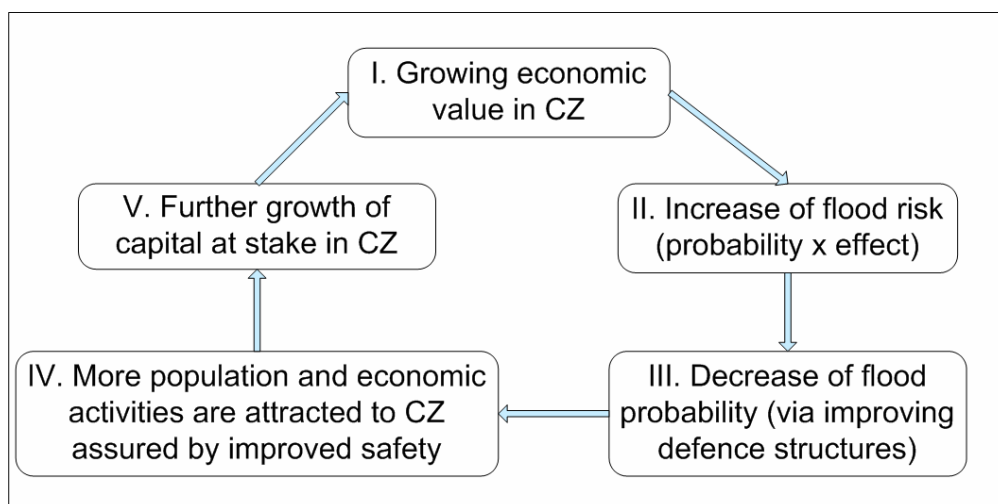 I. Growing economic
value in CZ
II. Increase of flood risk
(probability x effect)
III. Decrease of flood
probability (via improving
defence structures)
IV. More population and economic
activities are attracted to CZ
assured by improved safety
V. Further growth of
capital at stake in CZ